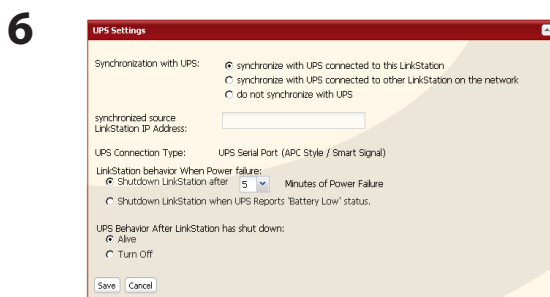 6
UPS Settings
Synchronization with UPS:
synchronize with UPS connected to this LinkStation
synchronize with UPS connected to other LinkStation on the network
do not synchronize with UPS
synchronized source
LinkStation IP Address:
UPS Connection Type: UPS Serial Port (APC Style / Smart Signal)
LinkStation behavior When Power failure:
Shutdown LinkStation after 5 Minutes of Power Failure
Shutdown LinkStation when UPS Reports 'Battery Low' status.
UPS Behavior After LinkStation has shut down:
Alive
Turn Off
Save Cancel